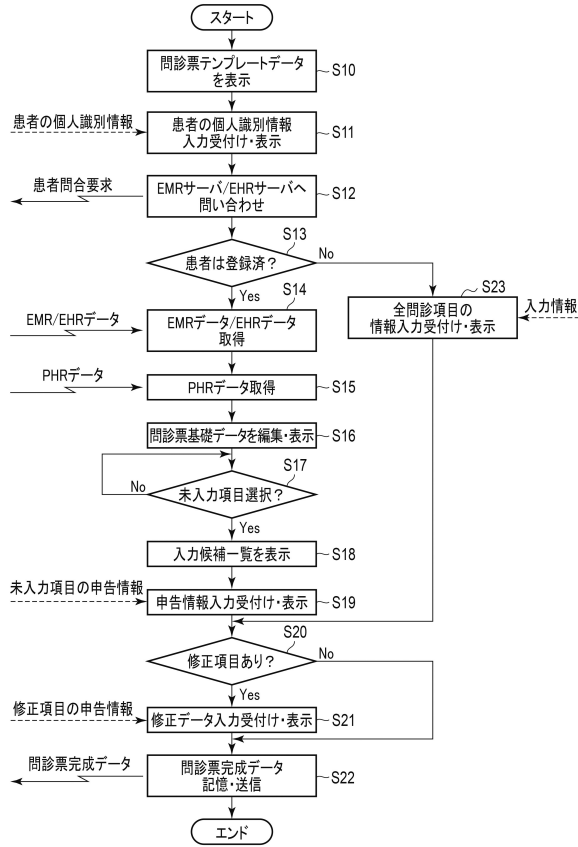 スタート
問診票テンプレートデータ
を表示
S10
患者の個人識別情報
患者の個人識別情報
入力受付け・表示
S11
患者問合要求
EMRサーバ/EHRサーバへ
問い合わせ
S12
S13
患者は登録済？
No
Yes
S14
S23
全問診項目の
情報入力受付け・表示
入力情報
EMR/EHRデータ
EMRデータ/EHRデータ
取得
PHRデータ
PHRデータ取得
S15
問診票基礎データを編集・表示
S16
S17
未入力項目選択？
No
Yes
入力候補一覧を表示
S18
未入力項目の申告情報
申告情報入力受付け・表示
S19
S20
修正項目あり？
No
Yes
修正項目の申告情報
修正データ入力受付け・表示
S21
問診票完成データ
問診票完成データ
記憶・送信
S22
エンド